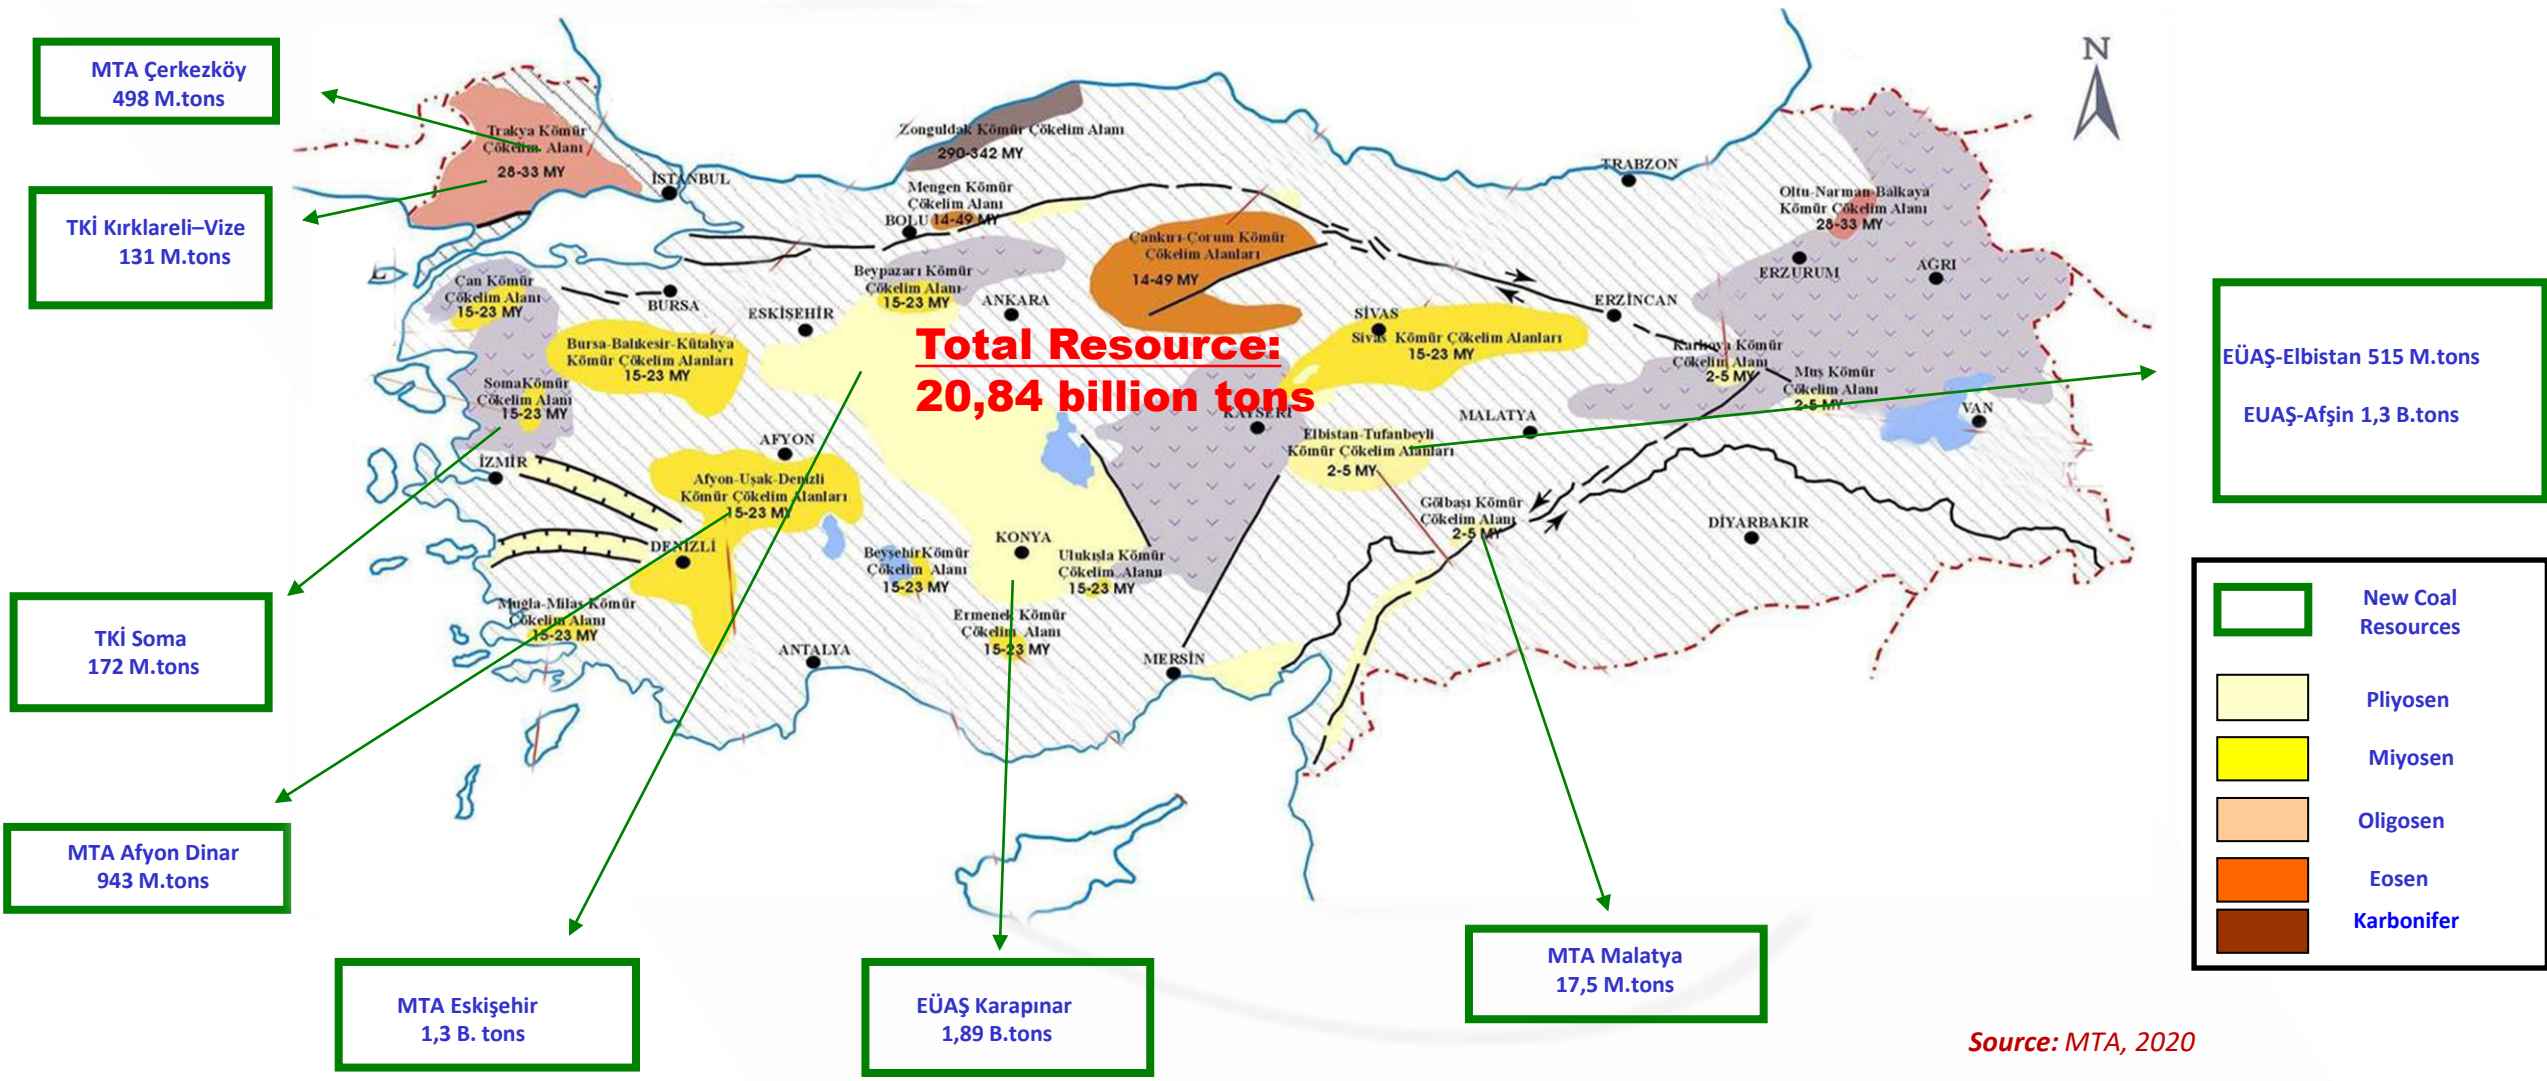 MTA Çerkezköy
498 M.tons
TKİ Kırklareli–Vize
131 M.tons
TKİ Soma
172 M.tons
MTA Afyon Dinar
943 M.tons
MTA Eskişehir
1,3 B. tons
EÜAŞ Karapınar
1,89 B.tons
MTA Malatya
17,5 M.tons
EÜAŞ-Elbistan 515 M.tons
EUAŞ-Afşin 1,3 B.tons
Total Resource:
20,84 billion tons
N
Trakya Kömür
Çökelim Alanı
28-33 MY
İSTANBUL
Zonguldak Kömür Çökelim Alanı
290-342 MY
Mengen Kömür
Çökelim Alanı
14-49 MY
BOLU
TRABZON
Oltu-Narman-Balkaya
Kömür Çökelim Alanı
28-33 MY
Çankırı-Çorum Kömür
Çökelim Alanları
14-49 MY
ERZURUM
AĞRI
Çan Kömür
Çökelim Alanı
15-23 MY
BURSA
Beypazarı Kömür
Çökelim Alanı
15-23 MY
ESKİŞEHİR
ANKARA
SİVAS
Sivas Kömür Çökelim Alanları
15-23 MY
ERZİNCAN
Bursa-Balıkesir-Kütahya
Kömür Çökelim Alanları
15-23 MY
Karlıova Kömür
Çökelim Alanı
2-5 MY
Muş Kömür
Çökelim Alanı
2-5 MY
VAN
Soma Kömür
Çökelim Alanı
15-23 MY
KAYSERİ
MALATYA
AFYON
Elbistan-Tufanbeyli
Kömür Çökelim Alanları
2-5 MY
İZMİR
Afyon-Uşak-Denizli
Kömür Çökelim Alanları
15-23 MY
Gölbaşı Kömür
Çökelim Alanı
2-5 MY
DİYARBAKIR
DENİZLİ
Beyşehir Kömür
Çökelim Alanı
15-23 MY
KONYA
Ulukışla Kömür
Çökelim Alanıı
15-23 MY
Muğla-Milas Kömür
Çökelim Alanı
15-23 MY
Ermenek Kömür
Çökelim Alanı
15-23 MY
ANTALYA
MERSİN
New Coal
Resources
Pliyosen
Miyosen
Oligosen
Eosen
Karbonifer
Source: MTA, 2020